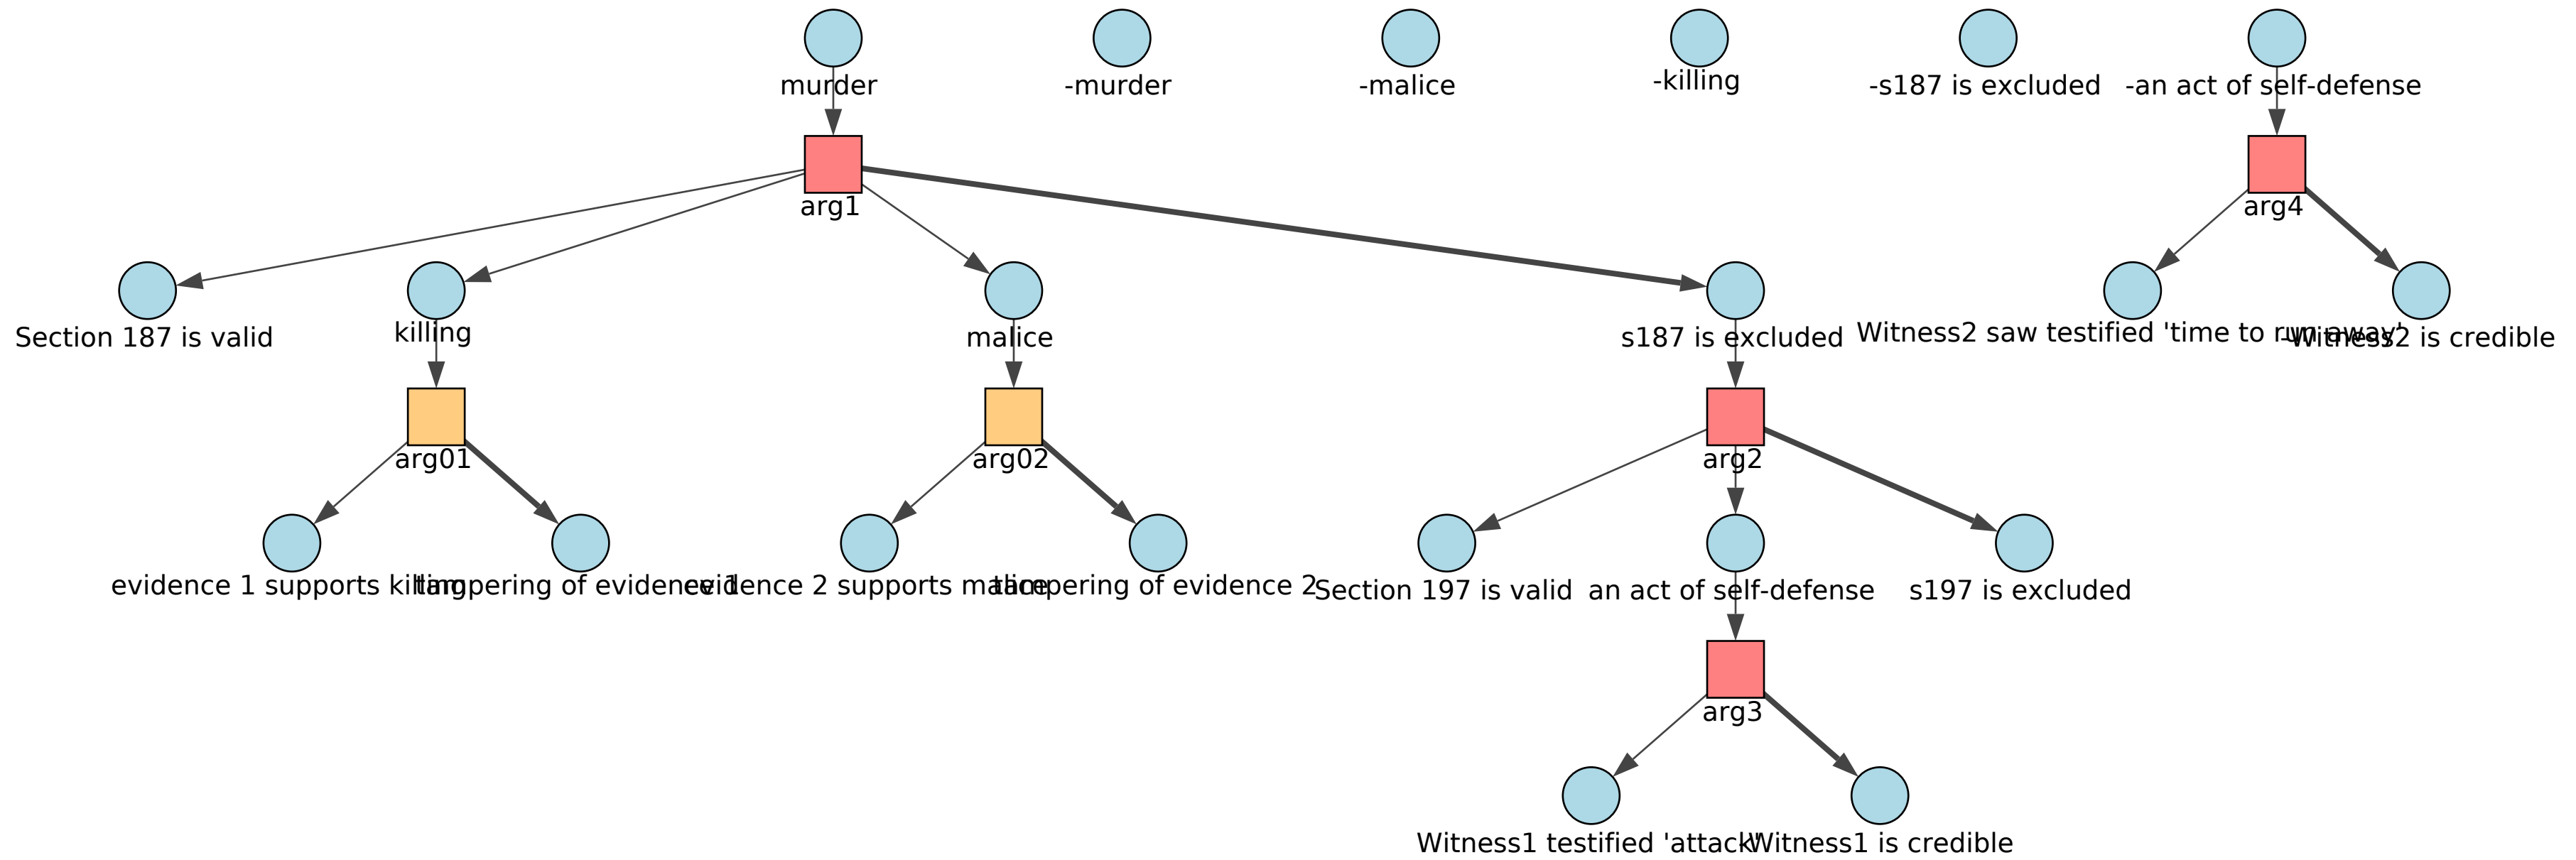 murder
-murder
-malice
-killing
-s187 is excluded
-an act of self-defense
arg1
arg4
Section 187 is valid
killing
malice
s187 is excluded
Witness2 saw testified 'time to run away'
-Witness2 is credible
arg01
arg02
arg2
evidence 1 supports killing
tampering of evidence 1
evidence 2 supports malice
tampering of evidence 2
Section 197 is valid
an act of self-defense
s197 is excluded
arg3
Witness1 testified 'attack'
-Witness1 is credible